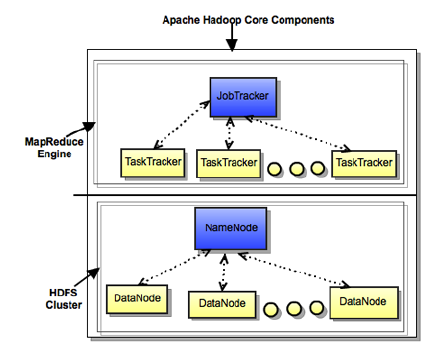 Apache Hadoop Core Components
JobTracker
MapReduce
Engine
TaskTracker
TaskTracker
TaskTracker
NameNode
HDFS
Cluster
DataNode
DataNode
DataNode